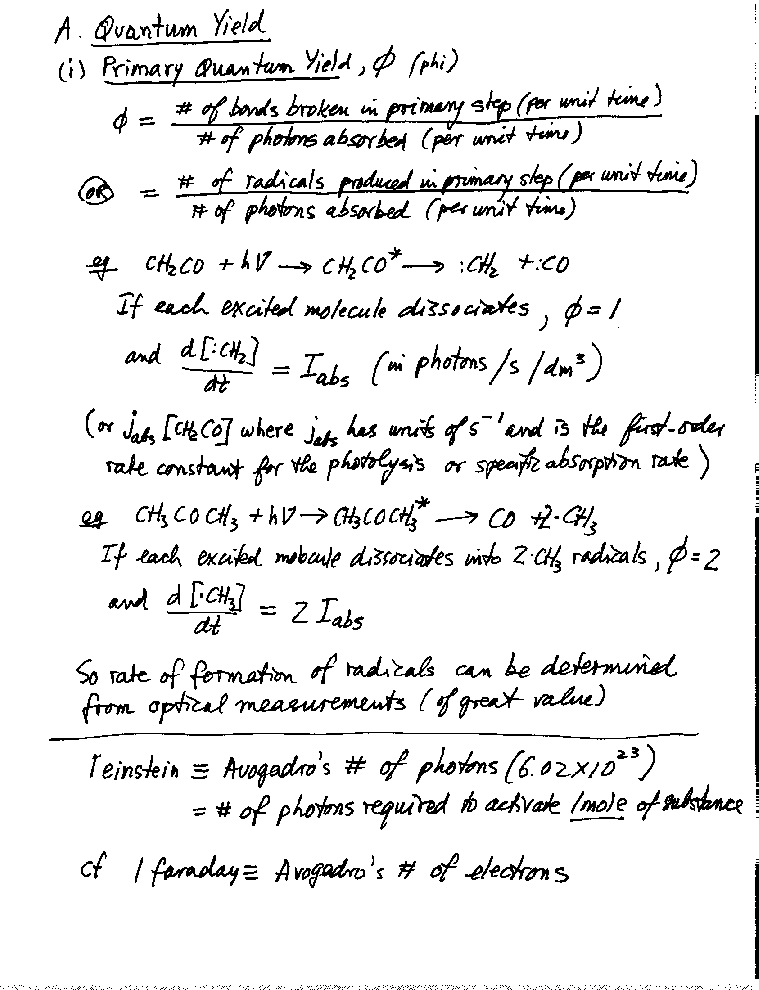 A. Quantum Yield
(i) Primary Quantum Yield, ϕ (phi)
ϕ = # of bonds broken in primary step (per unit time) / # of photons absorbed (per unit time)
(OR) = # of radicals produced in primary step (per unit time) / # of photons absorbed (per unit time)
eg CH₂CO + hν → CH₂CO* → :CH₂ + :CO
If each excited molecule dissociates, ϕ = 1
and d[:CH₂]/dt = I_abs (in photons/s/dm³)
(or j_abs [CH₂CO] where j_abs has units of s⁻¹ and is the first-order
rate constant for the photolysis or specific absorption rate)
eg CH₃COCH₃ + hν → CH₃COCH₃* → CO + 2·CH₃
If each excited molecule dissociates into 2·CH₃ radicals, ϕ = 2
and d[·CH₃]/dt = 2 I_abs
So rate of formation of radicals can be determined
from optical measurements (of great value)
1 einstein ≡ Avogadro's # of photons (6.02×10²³)
= # of photons required to activate 1 mole of substance
cf 1 faraday ≡ Avogadro's # of electrons